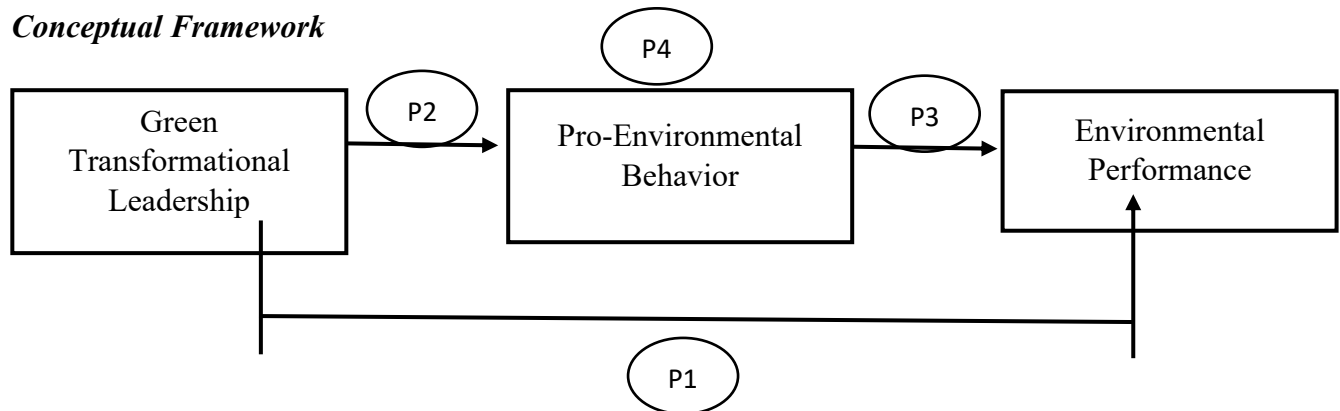 Conceptual Framework
P4
P2
P3
Green
Transformational
Leadership
Pro-Environmental
Behavior
Environmental
Performance
P1